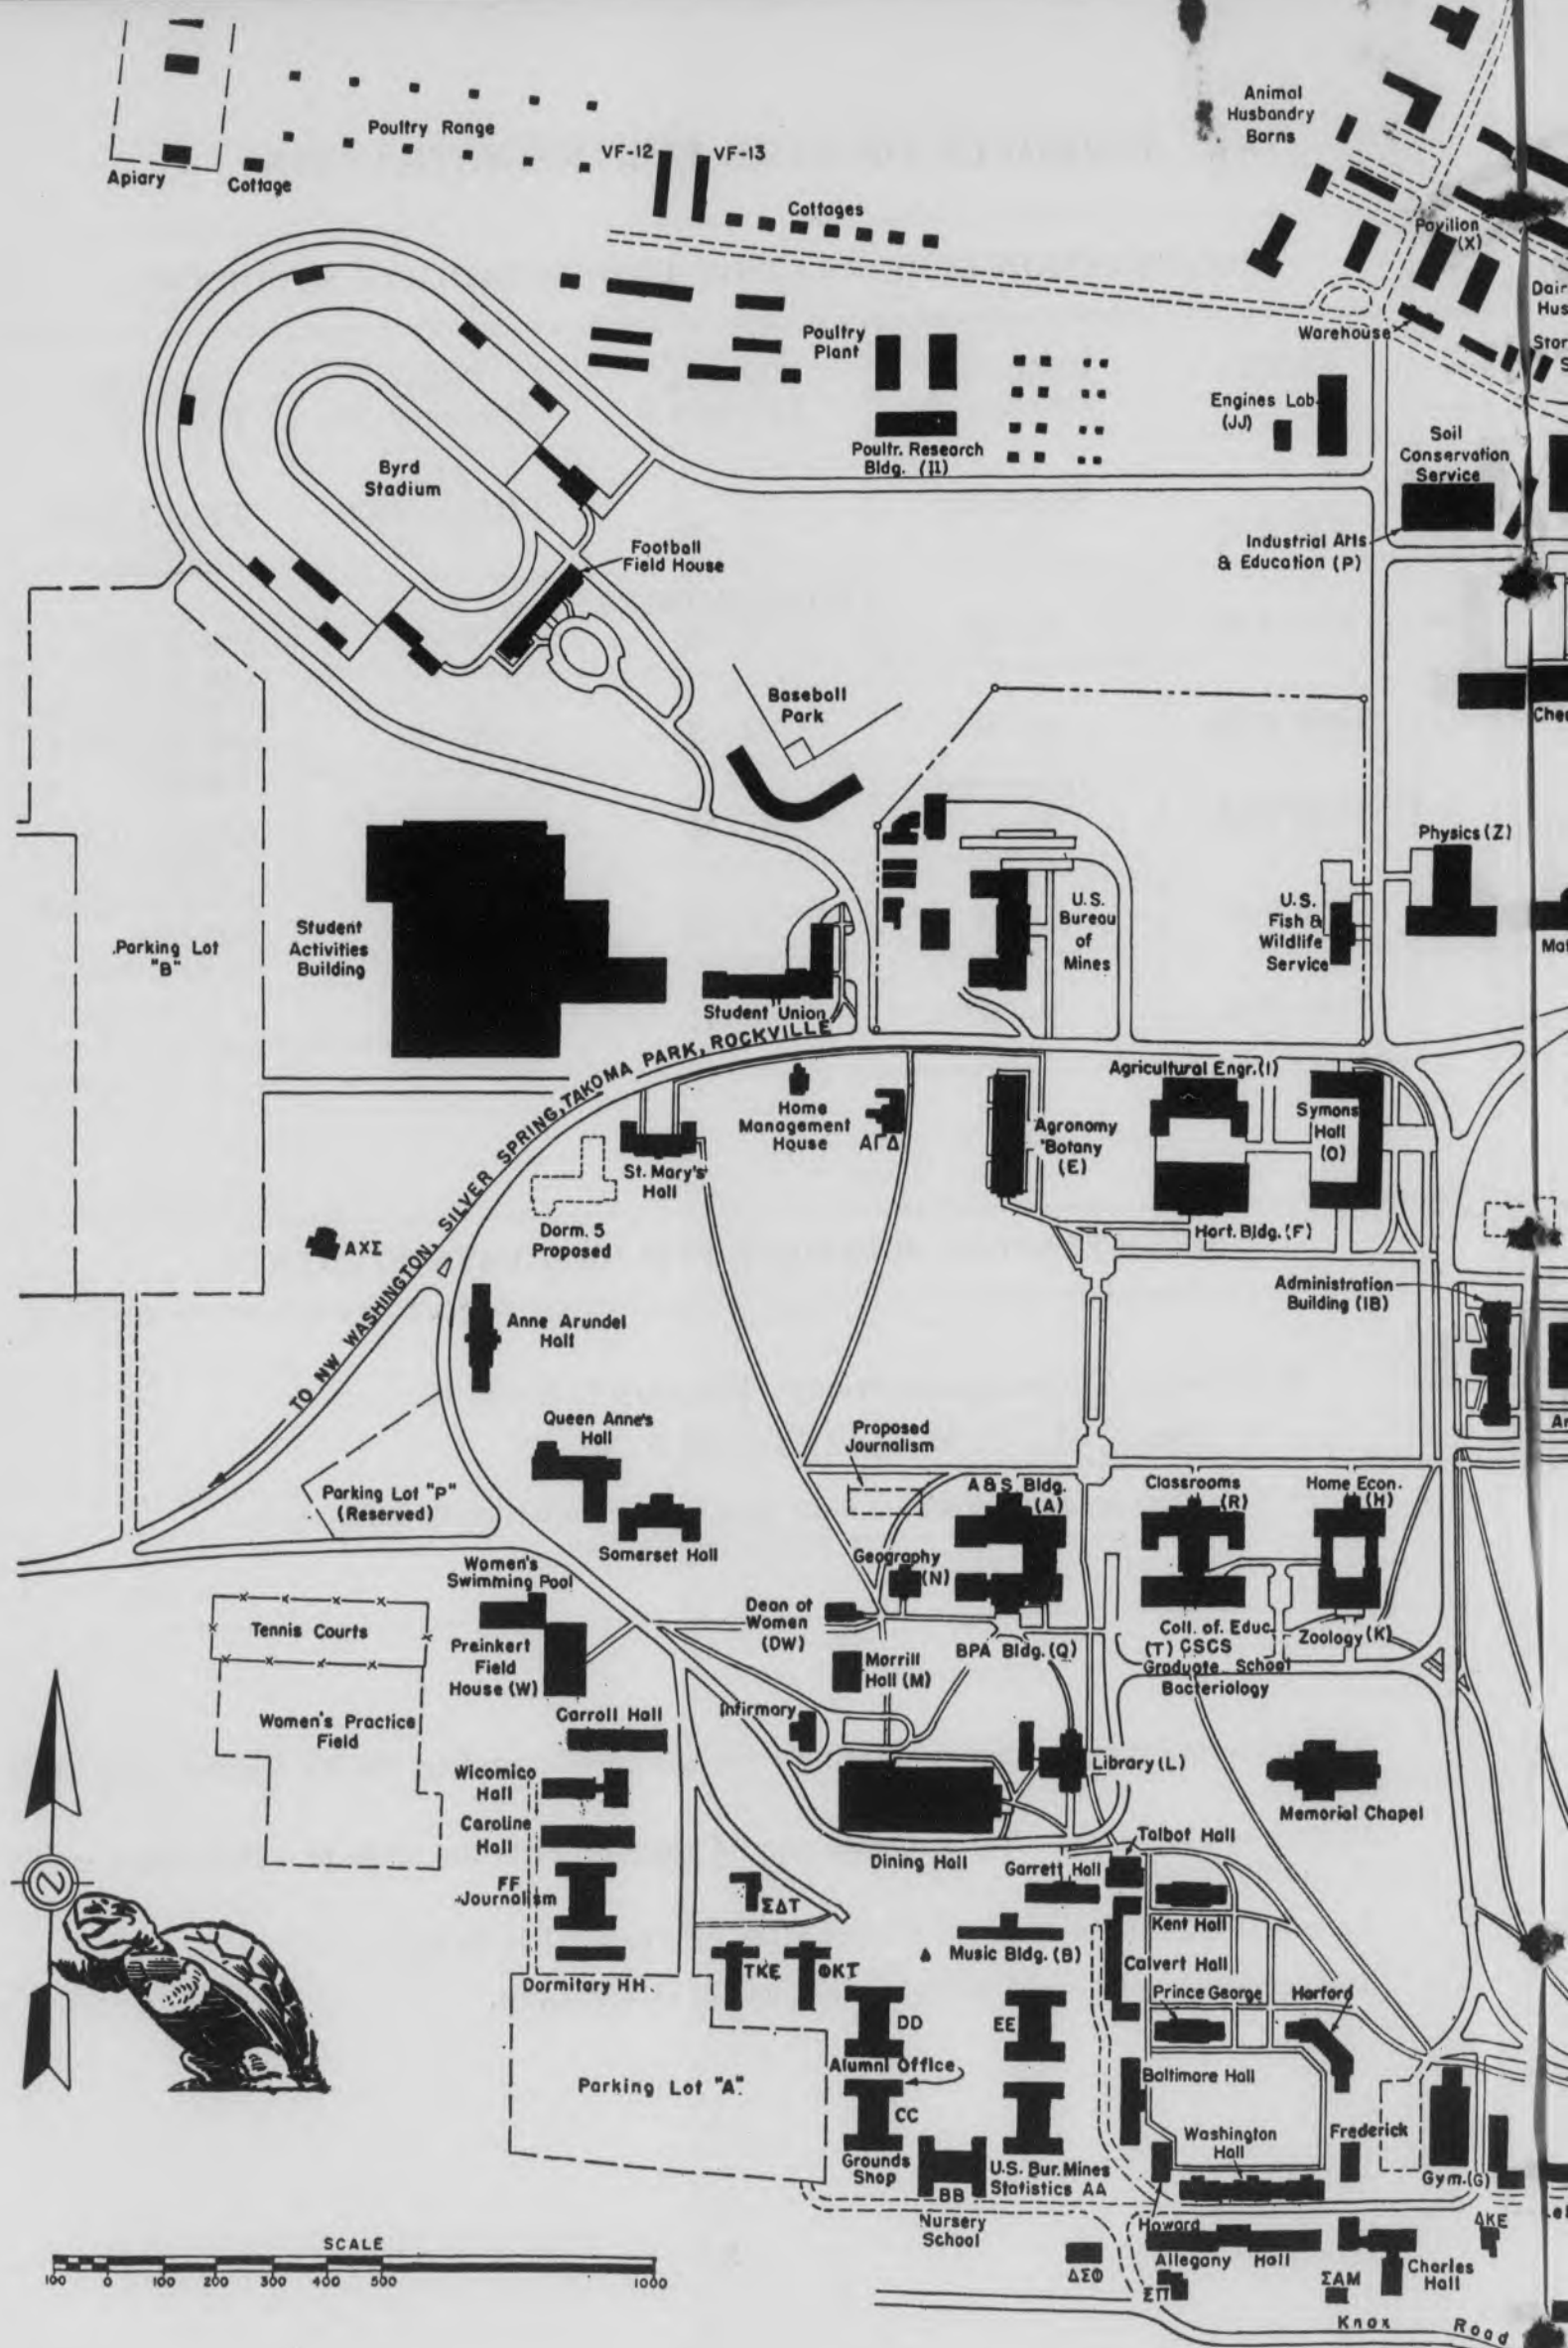 Animal
Husbandry
Barns
Poultry Range
VF-12
VF-13
Apiary
Cottage
Cottages
Pavilion
(X)
Dair
Hus
Warehouse
Stor
S
Poultry
Plant
Engines Lab.
(JJ)
Poultr. Research
Bldg. (II)
Soil
Conservation
Service
Byrd
Stadium
Industrial Arts
& Education (P)
Football
Field House
Baseball
Park
Che
Physics (Z)
U.S.
Bureau
of
Mines
U.S.
Fish &
Wildlife
Service
Student
Activities
Building
Parking Lot
"B"
Mat
Student Union
TO NW WASHINGTON, SILVER SPRING, TAKOMA PARK, ROCKVILLE
Agricultural Engr. (I)
Home
Management
House
ΑΓΔ
Agronomy
Botany
(E)
Symons
Hall
(O)
St. Mary's
Hall
Dorm. 5
Proposed
Hort. Bldg. (F)
ΑΧΣ
Administration
Building (IB)
Anne Arundel
Hall
Queen Anne's
Hall
Proposed
Journalism
Ar
Parking Lot "P"
(Reserved)
A&S Bldg.
(A)
Classrooms
(R)
Home Econ.
(H)
Somerset Hall
Geography
(N)
Women's
Swimming Pool
Tennis Courts
Dean of
Women
(DW)
Preinkert
Field
House (W)
BPA Bldg. (Q)
Coll. of Educ.
(T) CSCS
Graduate School
Bacteriology
Zoology (K)
Morrill
Hall (M)
Women's Practice
Field
Carroll Hall
Infirmary
Library (L)
Wicomico
Hall
Memorial Chapel
Caroline
Hall
Talbot Hall
Dining Hall
Garrett Hall
FF
Journalism
ΣΔΤ
Kent Hall
Music Bldg. (B)
Calvert Hall
ΤΚΕ
ΦΚΤ
Dormitory HH.
Prince George
Harford
DD
EE
Alumni Office
Baltimore Hall
Parking Lot "A"
CC
Washington
Hall
Frederick
Grounds
Shop
U.S. Bur. Mines
Statistics AA
Gym. (G)
BB
Nursery
School
Howard
ΔΚΕ
Allegany Hall
Charles
Hall
ΔΣΦ
ΣΑΜ
ΣΠ
SCALE
100 0 100 200 300 400 500 1000
Knox Road
Z